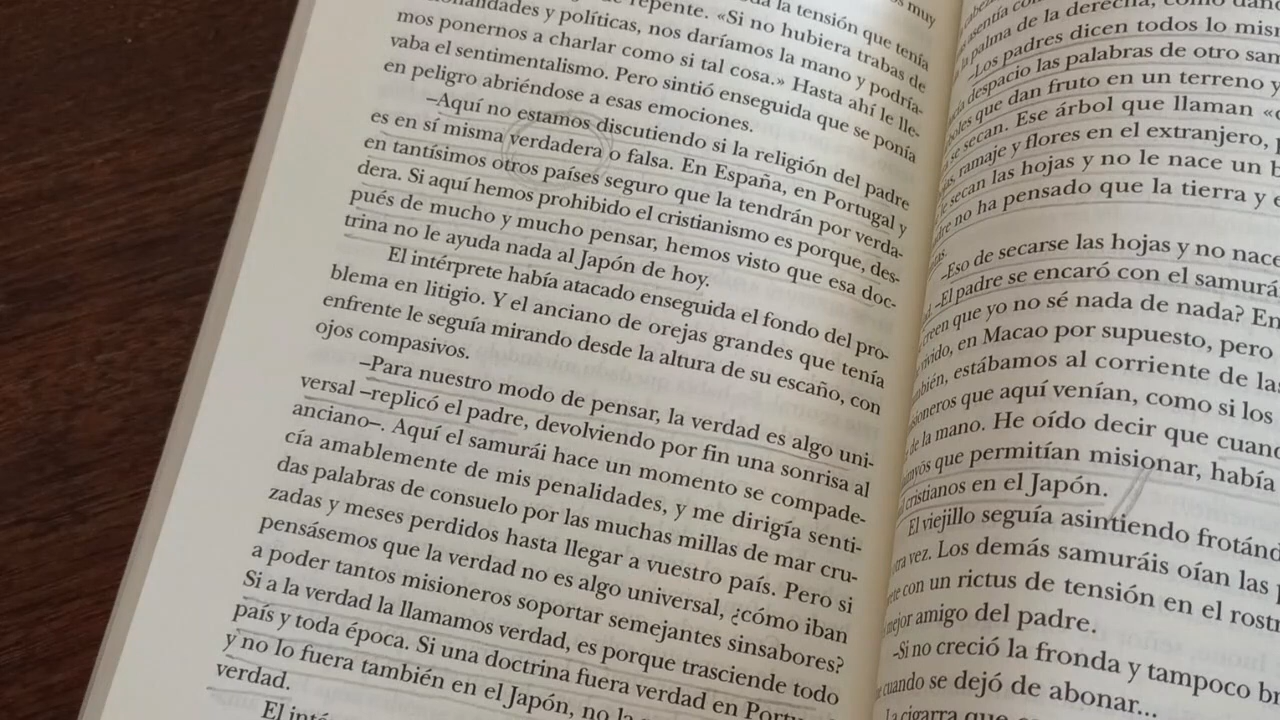 repente. «Si no hubiera trabas de
nalidades y políticas, nos daríamos la mano y podría-
mos ponernos a charlar como si tal cosa.» Hasta ahí le lle-
vaba el sentimentalismo. Pero sintió enseguida que se ponía
en peligro abriéndose a esas emociones.
–Aquí no estamos discutiendo si la religión del padre
es en sí misma verdadera o falsa. En España, en Portugal y
en tantísimos otros países seguro que la tendrán por verda-
dera. Si aquí hemos prohibido el cristianismo es porque, des-
pués de mucho y mucho pensar, hemos visto que esa doc-
trina no le ayuda nada al Japón de hoy.
El intérprete había atacado enseguida el fondo del pro-
blema en litigio. Y el anciano de orejas grandes que tenía
enfrente le seguía mirando desde la altura de su escaño, con
ojos compasivos.
–Para nuestro modo de pensar, la verdad es algo uni-
versal –replicó el padre, devolviendo por fin una sonrisa al
anciano–. Aquí el samurái hace un momento se compade-
cía amablemente de mis penalidades, y me dirigía senti-
das palabras de consuelo por las muchas millas de mar cru-
zadas y meses perdidos hasta llegar a vuestro país. Pero si
pensásemos que la verdad no es algo universal, ¿cómo iban
a poder tantos misioneros soportar semejantes sinsabores?
Si a la verdad la llamamos verdad, es porque trasciende todo
país y toda época. Si una doctrina fuera verdad en Portu
y no lo fuera también en el Japón, no la
verdad.
El inté
la palma de la derecha, como
–Los padres dicen todos lo mism
despacio las palabras de otro sam
que dan fruto en un terreno y
se secan. Ese árbol que llaman «
ramaje y flores en el extranjero,
se secan las hojas y no le nace un b
no ha pensado que la tierra y e
–Eso de secarse las hojas y no nace
–El padre se encaró con el samurá
creen que yo no sé nada de nada? En
vivido, en Macao por supuesto, pero
estábamos al corriente de la
que aquí venían, como si los
de la mano. He oído decir que cuand
que permitían misionar, había
cristianos en el Japón.
El viejillo seguía asintiendo frotánd
otra vez. Los demás samuráis oían las
con un rictus de tensión en el rostr
mejor amigo del padre.
–Si no creció la fronda y tampoco br
cuando se dejó de abonar...
La cigarra que